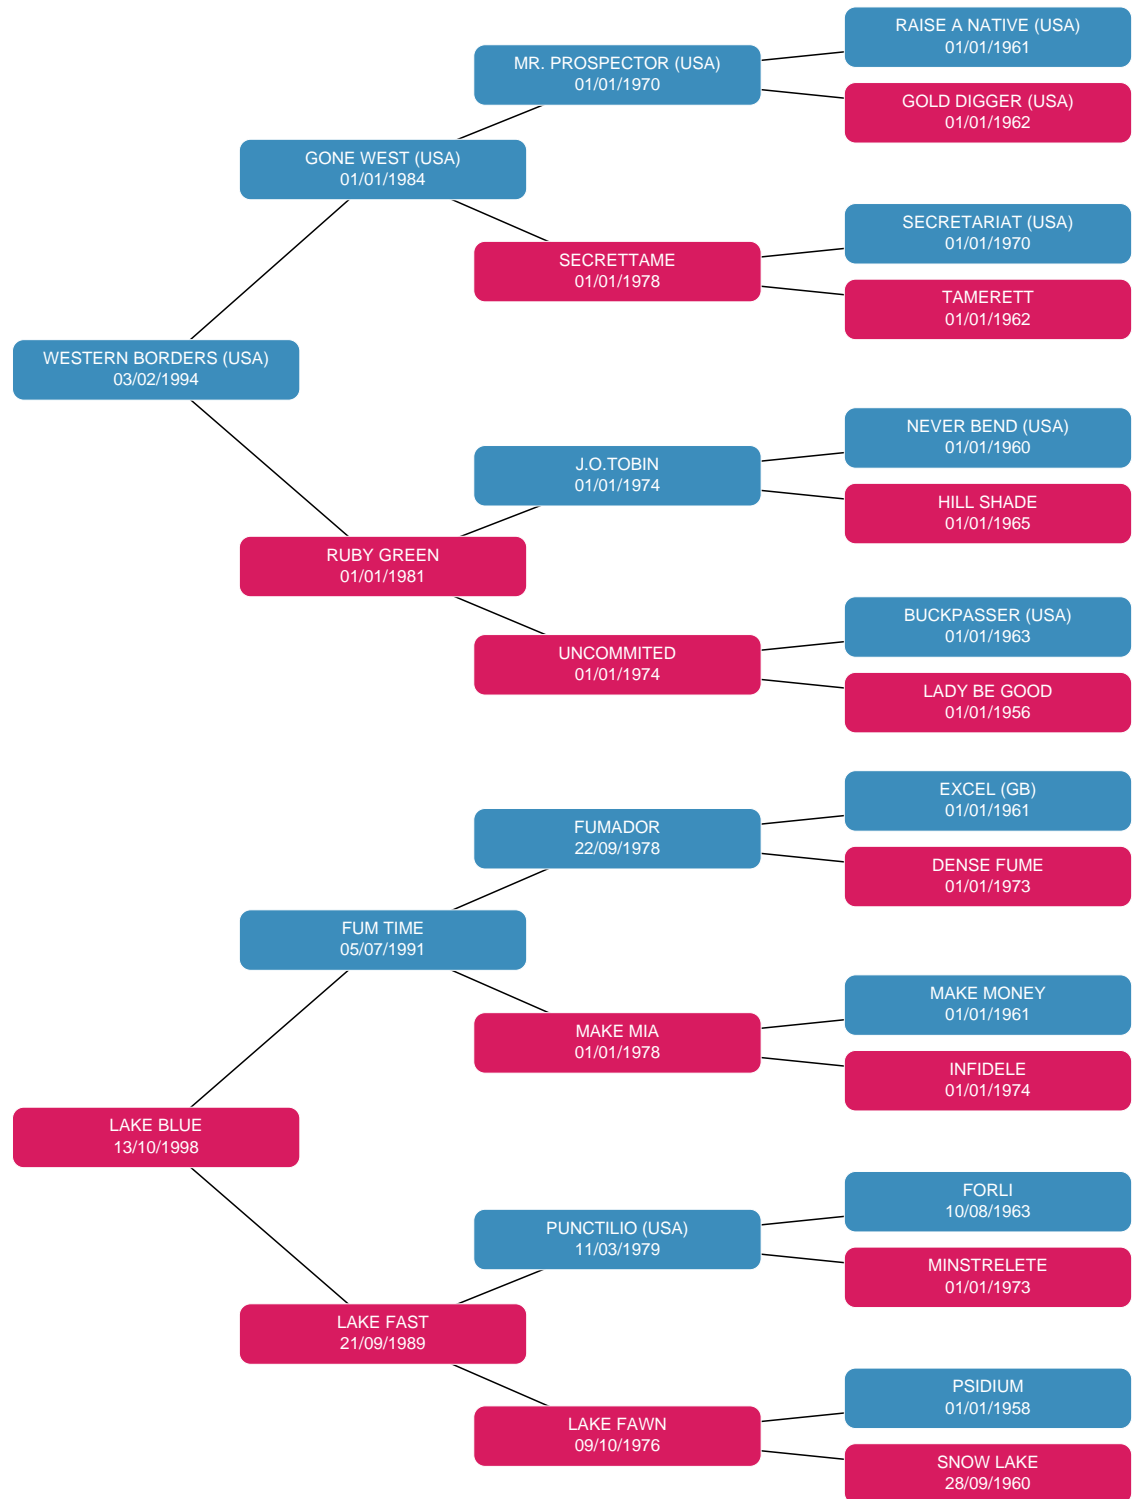 RAISE A NATIVE (USA)
01/01/1961
MR. PROSPECTOR (USA)
01/01/1970
GOLD DIGGER (USA)
01/01/1962
GONE WEST (USA)
01/01/1984
SECRETARIAT (USA)
01/01/1970
SECRETTAME
01/01/1978
TAMERETT
01/01/1962
WESTERN BORDERS (USA)
03/02/1994
NEVER BEND (USA)
01/01/1960
J.O.TOBIN
01/01/1974
HILL SHADE
01/01/1965
RUBY GREEN
01/01/1981
BUCKPASSER (USA)
01/01/1963
UNCOMMITED
01/01/1974
LADY BE GOOD
01/01/1956
EXCEL (GB)
01/01/1961
FUMADOR
22/09/1978
DENSE FUME
01/01/1973
FUM TIME
05/07/1991
MAKE MONEY
01/01/1961
MAKE MIA
01/01/1978
INFIDELE
01/01/1974
LAKE BLUE
13/10/1998
FORLI
10/08/1963
PUNCTILIO (USA)
11/03/1979
MINSTRELETE
01/01/1973
LAKE FAST
21/09/1989
PSIDIUM
01/01/1958
LAKE FAWN
09/10/1976
SNOW LAKE
28/09/1960